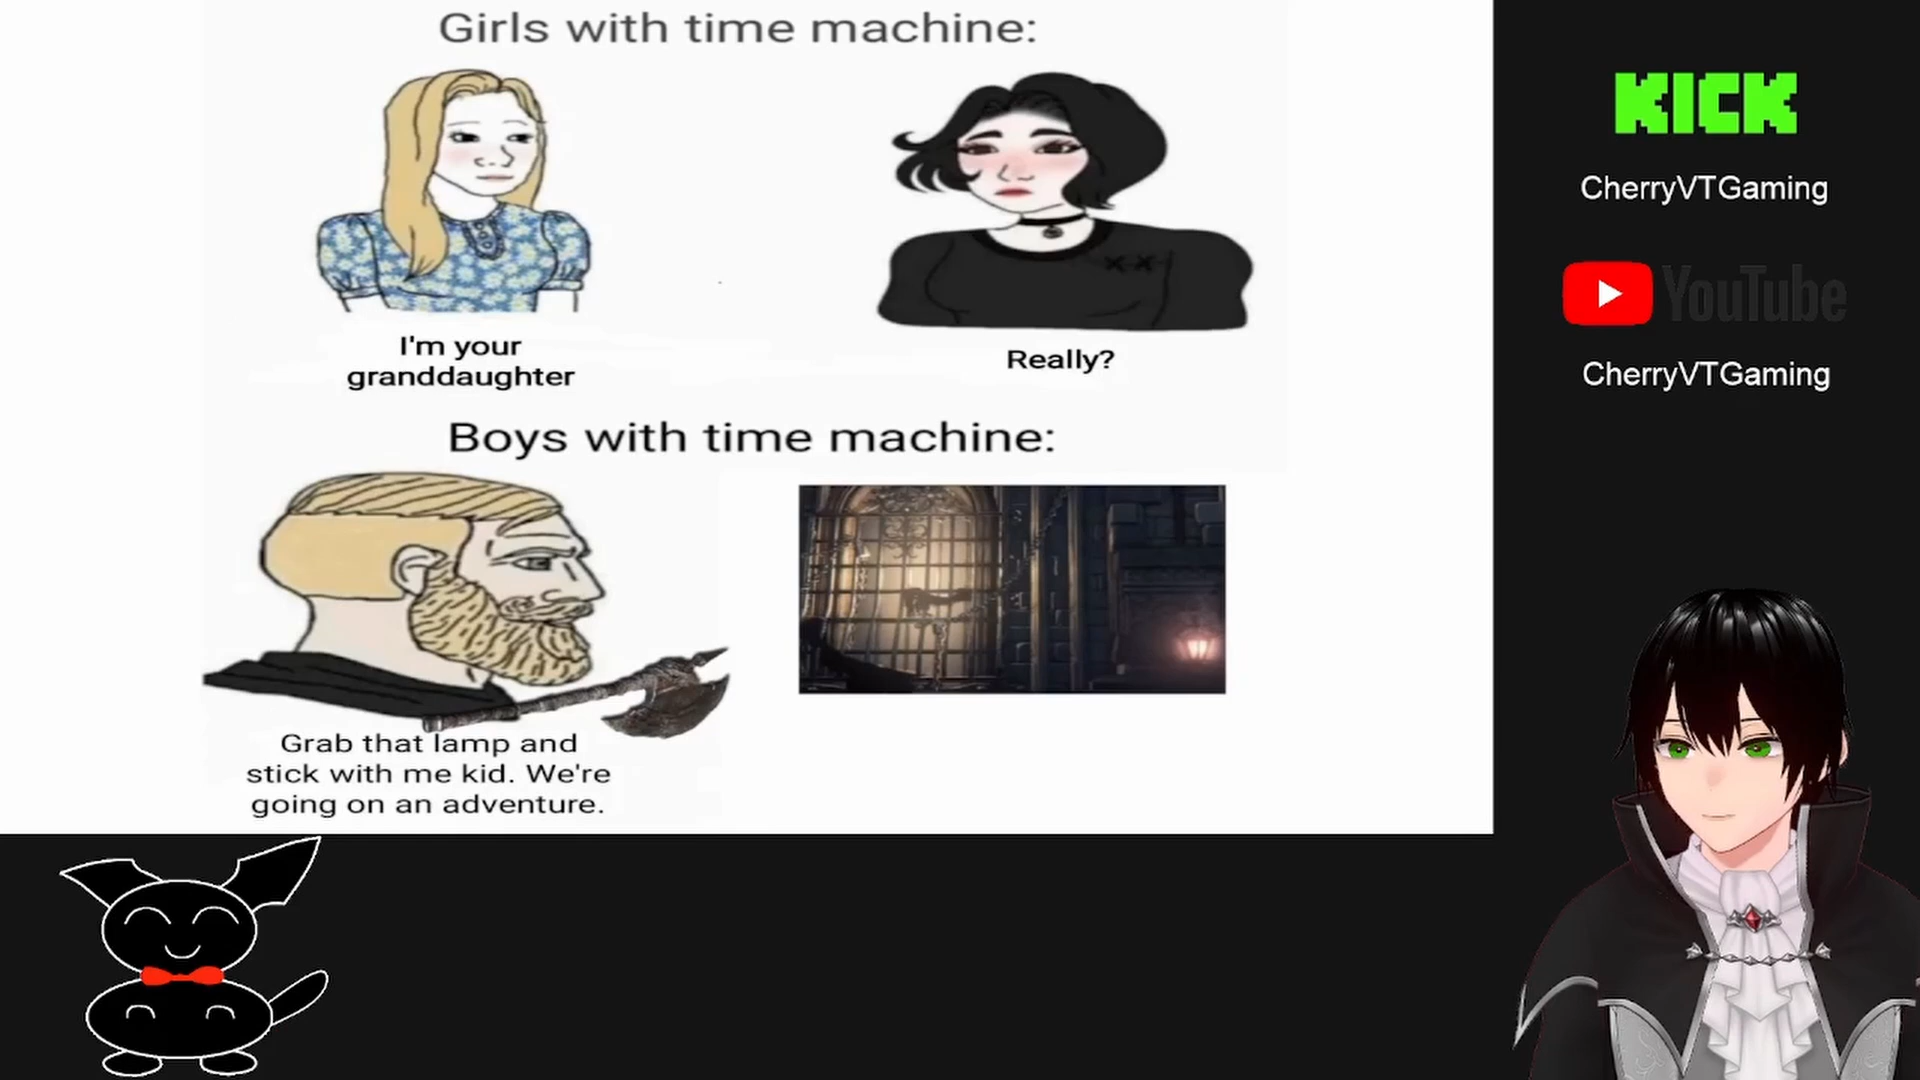 Girls with time machine:
I'm your
granddaughter
Really?
Boys with time machine:
Grab that lamp and
stick with me kid. We're
going on an adventure.
KICK
CherryVTGaming
YouTube
CherryVTGaming